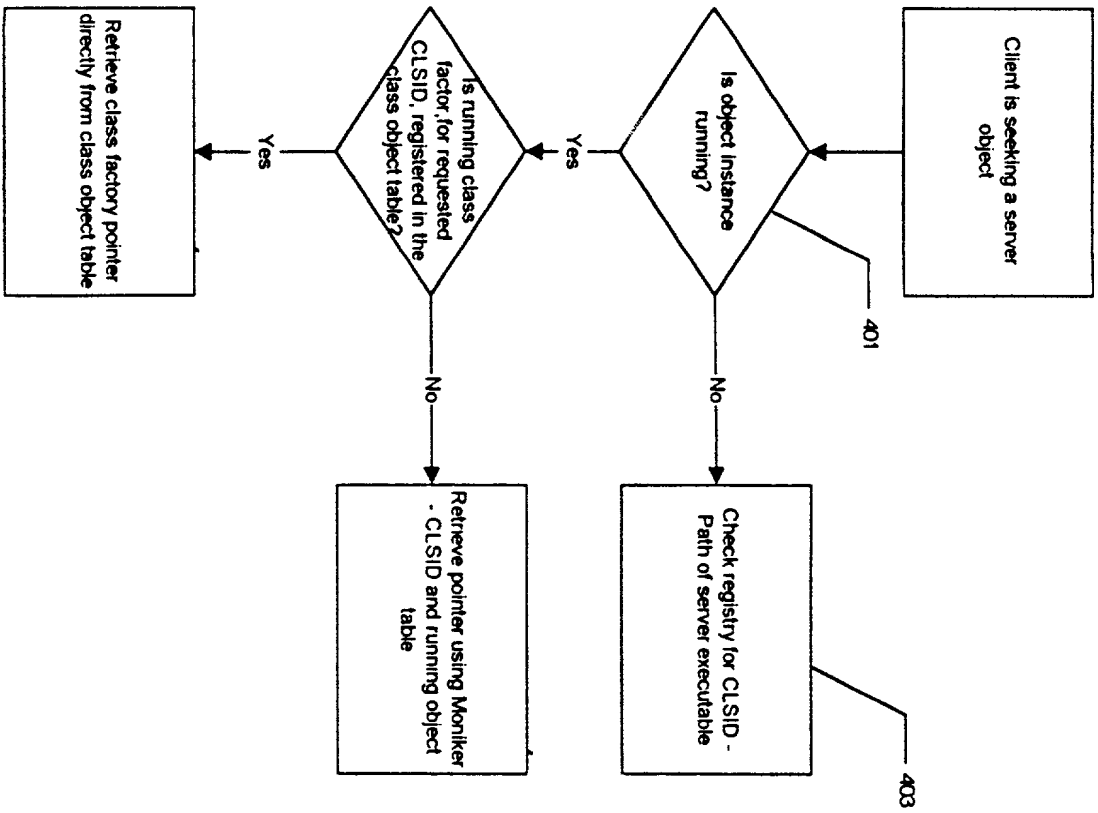 Client is seeking a server
object
Is object instance
running?
401
Yes
No
Check registry for CLSID -
Path of server executable
403
Is running class
factor,for requested
CLSID, registered in the
class object table?
Yes
No
Retrieve pointer using Moniker
- CLSID and running object
table
Retrieve class factory pointer
directly from class object table